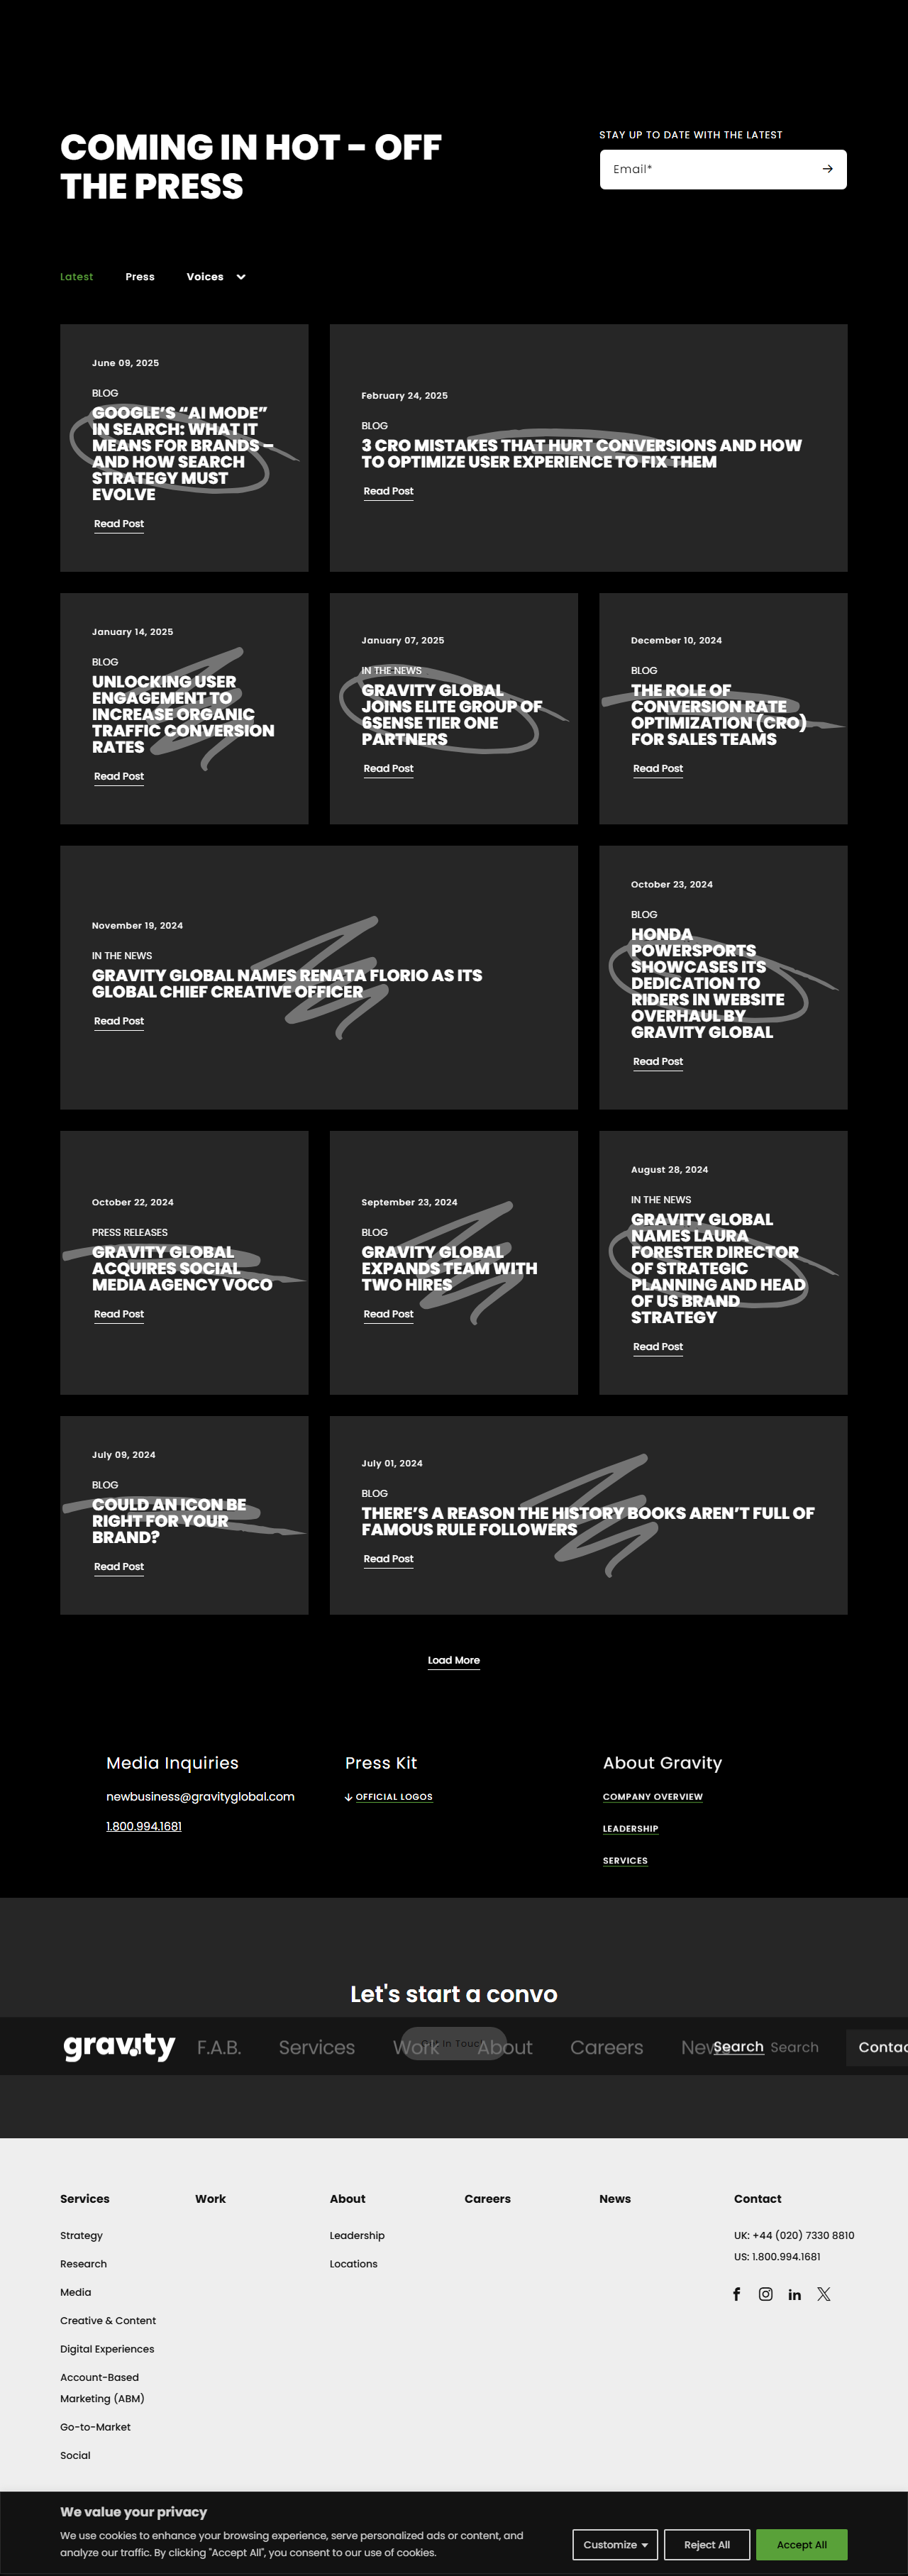 COMING IN HOT – OFF
THE PRESS
STAY UP TO DATE WITH THE LATEST
Email*
Latest
Press
Voices
June 09, 2025
BLOG
GOOGLE’S “AI MODE”
IN SEARCH: WHAT IT
MEANS FOR BRANDS –
AND HOW SEARCH
STRATEGY MUST
EVOLVE
Read Post
February 24, 2025
BLOG
3 CRO MISTAKES THAT HURT CONVERSIONS AND HOW
TO OPTIMIZE USER EXPERIENCE TO FIX THEM
Read Post
January 14, 2025
BLOG
UNLOCKING USER
ENGAGEMENT TO
INCREASE ORGANIC
TRAFFIC CONVERSION
RATES
Read Post
January 07, 2025
IN THE NEWS
GRAVITY GLOBAL
JOINS ELITE GROUP OF
6SENSE TIER ONE
PARTNERS
Read Post
December 10, 2024
BLOG
THE ROLE OF
CONVERSION RATE
OPTIMIZATION (CRO)
FOR SALES TEAMS
Read Post
November 19, 2024
IN THE NEWS
GRAVITY GLOBAL NAMES RENATA FLORIO AS ITS
GLOBAL CHIEF CREATIVE OFFICER
Read Post
October 23, 2024
BLOG
HONDA
POWERSPORTS
SHOWCASES ITS
DEDICATION TO
RIDERS IN WEBSITE
OVERHAUL BY
GRAVITY GLOBAL
Read Post
October 22, 2024
PRESS RELEASES
GRAVITY GLOBAL
ACQUIRES SOCIAL
MEDIA AGENCY VOCO
Read Post
September 23, 2024
BLOG
GRAVITY GLOBAL
EXPANDS TEAM WITH
TWO HIRES
Read Post
August 28, 2024
IN THE NEWS
GRAVITY GLOBAL
NAMES LAURA
FORESTER DIRECTOR
OF STRATEGIC
PLANNING AND HEAD
OF US BRAND
STRATEGY
Read Post
July 09, 2024
BLOG
COULD AN ICON BE
RIGHT FOR YOUR
BRAND?
Read Post
July 01, 2024
BLOG
THERE’S A REASON THE HISTORY BOOKS AREN’T FULL OF
FAMOUS RULE FOLLOWERS
Read Post
Load More
Media Inquiries
newbusiness@gravityglobal.com
1.800.994.1681
Press Kit
OFFICIAL LOGOS
About Gravity
COMPANY OVERVIEW
LEADERSHIP
SERVICES
Let's start a convo
gravity F.A.B. Services Work About Careers News Search Search
Services
Strategy
Research
Media
Creative & Content
Digital Experiences
Account-Based
Marketing (ABM)
Go-to-Market
Social
Work
About
Leadership
Locations
Careers
News
Contact
UK: +44 (020) 7330 8810
US: 1.800.994.1681
We value your privacy
We use cookies to enhance your browsing experience, serve personalized ads or content, and
analyze our traffic. By clicking "Accept All", you consent to our use of cookies.
Customize
Reject All
Accept All